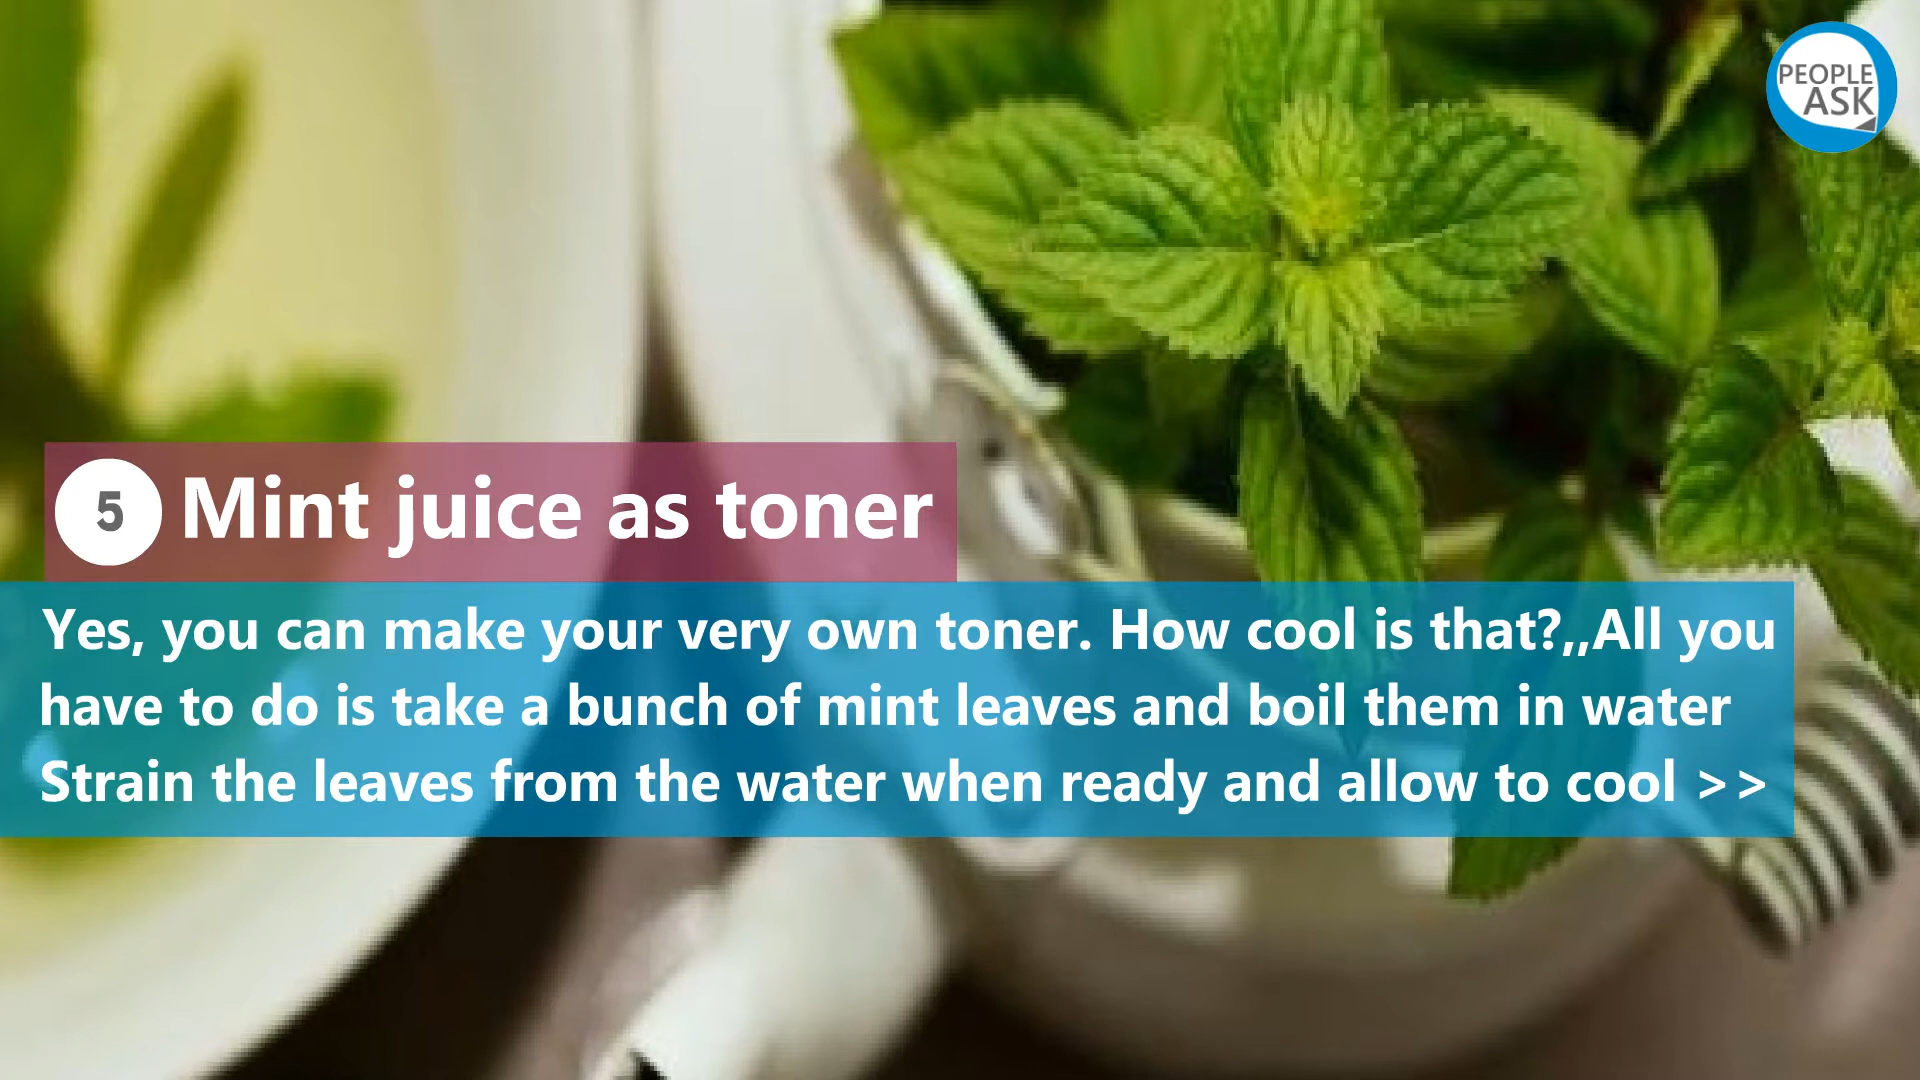 PEOPLE
ASK
5 Mint juice as toner
Yes, you can make your very own toner. How cool is that?,,All you
have to do is take a bunch of mint leaves and boil them in water
Strain the leaves from the water when ready and allow to cool >>